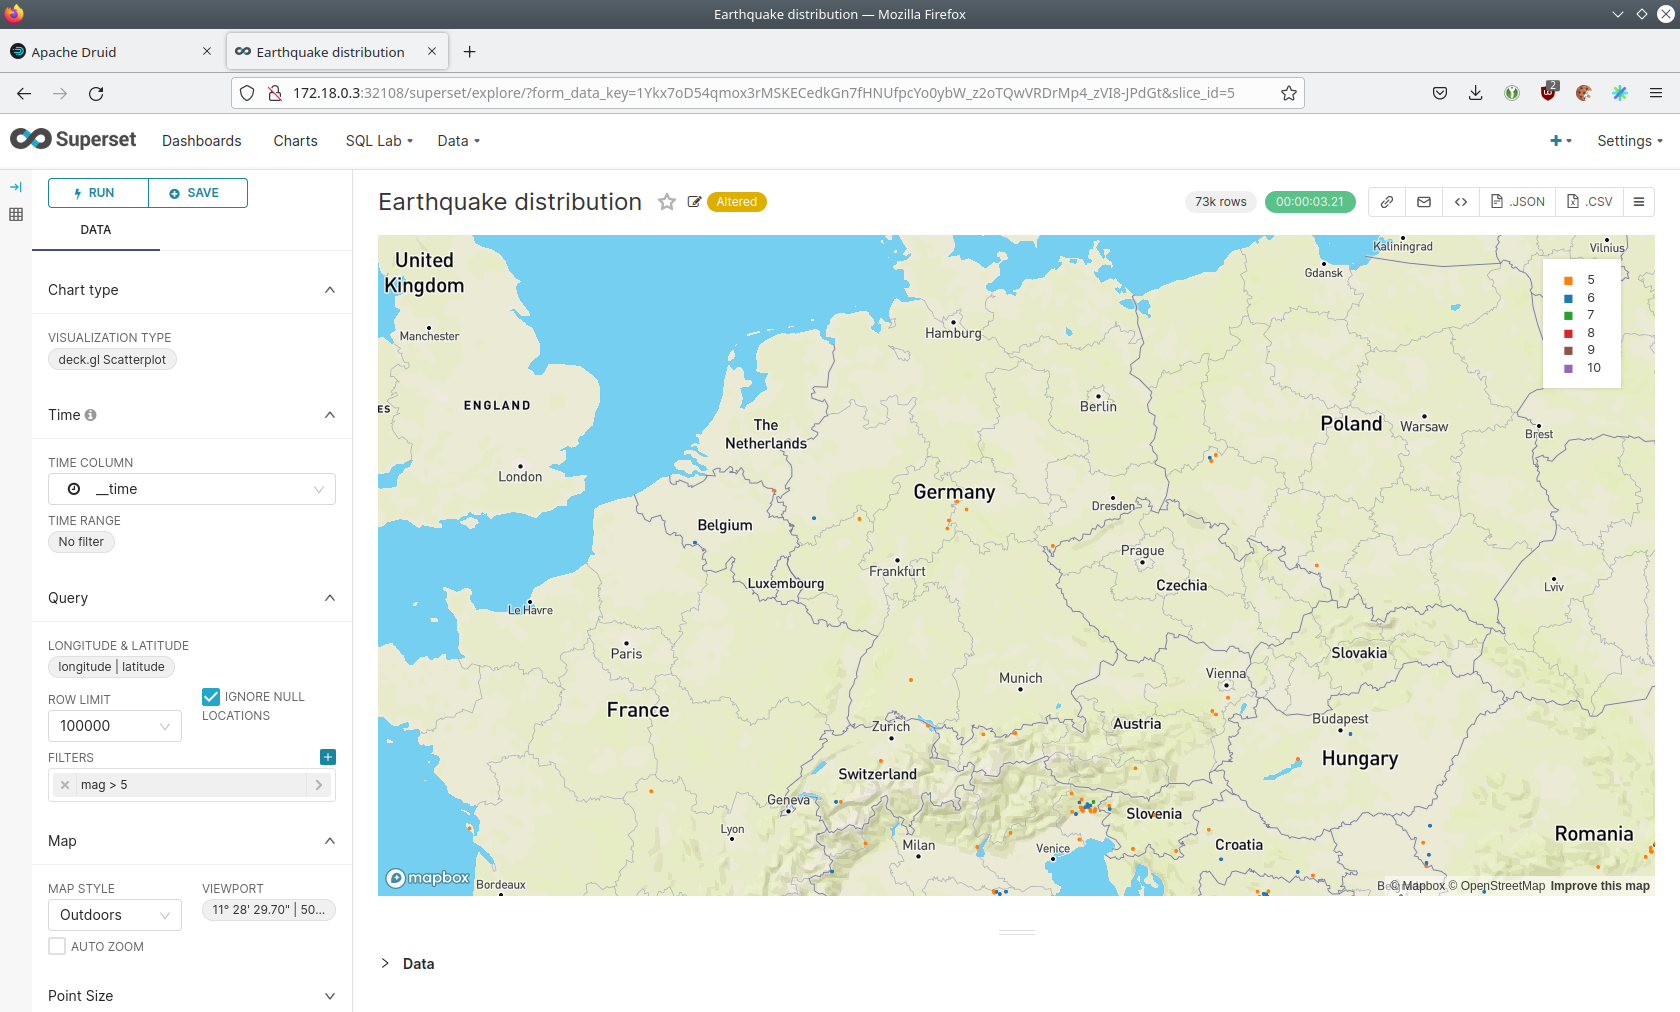 Earthquake distribution — Mozilla Firefox
Apache Druid
Earthquake distribution
172.18.0.3:32108/superset/explore/?form_data_key=1Ykx7oD54qmox3rMSKECedkGn7fHNUfpcYo0ybW_z2oTQwVRDrMp4_zVI8-JPdGt&slice_id=5
2
Superset
Dashboards
Charts
SQL Lab
Data
Settings
RUN
SAVE
DATA
Chart type
VISUALIZATION TYPE
deck.gl Scatterplot
Time
TIME COLUMN
__time
TIME RANGE
No filter
Query
LONGITUDE & LATITUDE
longitude | latitude
ROW LIMIT
100000
IGNORE NULL
LOCATIONS
FILTERS
mag > 5
Map
MAP STYLE
Outdoors
VIEWPORT
11° 28' 29.70" | 50...
AUTO ZOOM
Point Size
Earthquake distribution
Altered
73k rows
00:00:03.21
.JSON
.CSV
United
Kingdom
Kaliningrad
Vilnius
Gdansk
5
6
7
8
9
10
Manchester
Hamburg
ES
ENGLAND
Berlin
The
Netherlands
Poland
Warsaw
Brest
London
Germany
Dresden
Belgium
Prague
Frankfurt
Luxembourg
Czechia
Lviv
Le Havre
Paris
Slovakia
Munich
Vienna
France
Zurich
Austria
Budapest
Hungary
Switzerland
Geneva
Slovenia
Lyon
Milan
Venice
Croatia
Romania
mapbox
Bordeaux
© Mapbox © OpenStreetMap Improve this map
Data